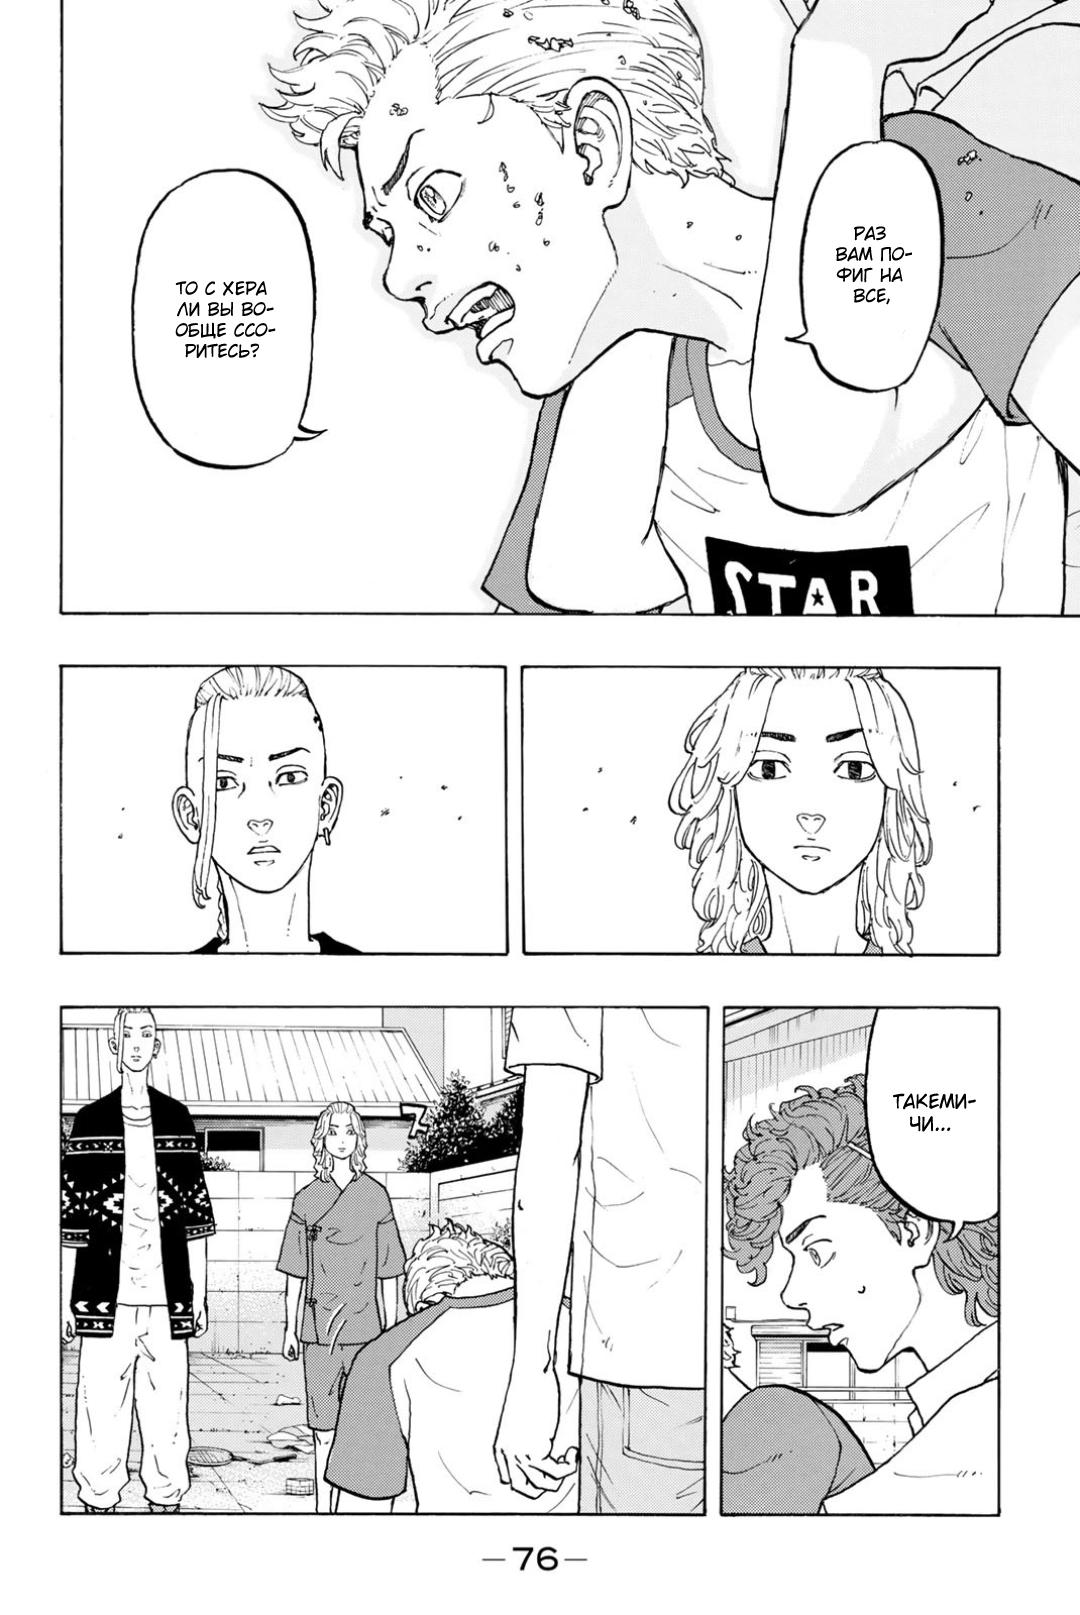 РАЗ
ВАМ ПО-
ФИГ НА
ВСЕ,
ТО С ХЕРА
ЛИ ВЫ ВО-
ОБЩЕ ССО-
РИТЕСЬ?
STAR
ТАКЕМИ-
ЧИ...
—76—